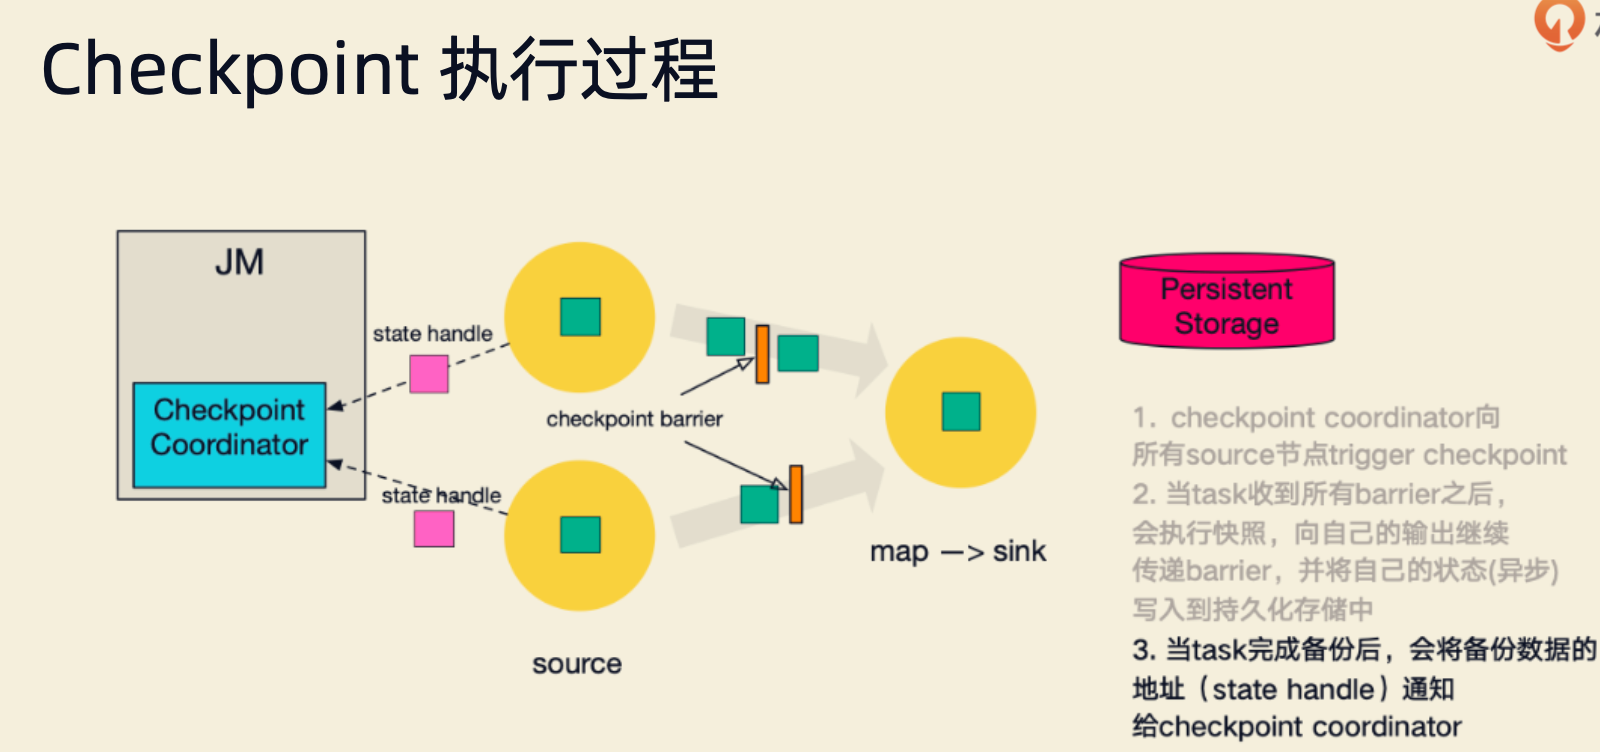 Checkpoint 执行过程
JM
state handle
Checkpoint
Coordinator
state handle
checkpoint barrier
source
map —> sink
Persistent
Storage
1. checkpoint coordinator向
所有source节点trigger checkpoint
2. 当task收到所有barrier之后，
会执行快照，向自己的输出继续
传递barrier，并将自己的状态(异步)
写入到持久化存储中
3. 当task完成备份后，会将备份数据的
地址（state handle）通知
给checkpoint coordinator